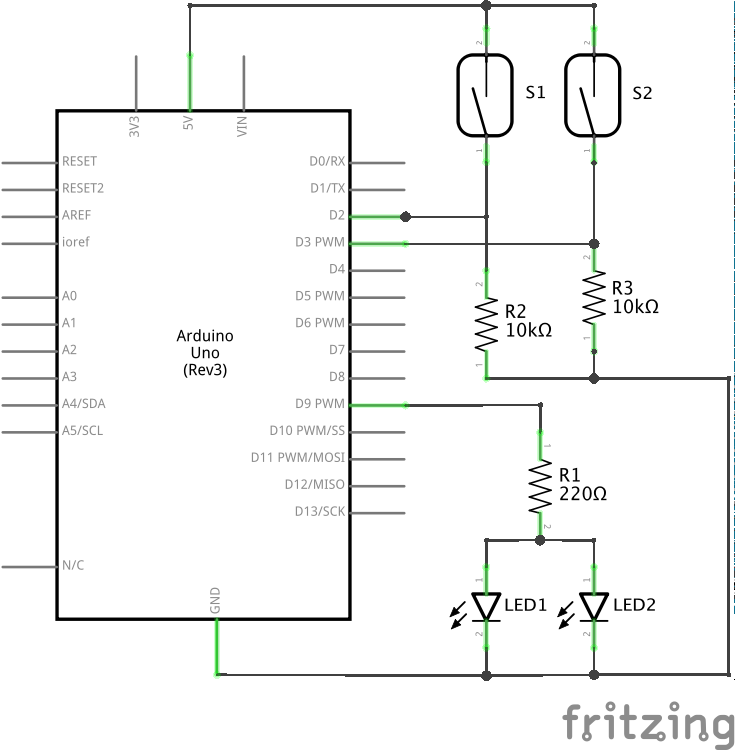 3V3
5V
VIN
RESET
RESET2
AREF
ioref
A0
A1
A2
A3
A4/SDA
A5/SCL
N/C
Arduino
Uno
(Rev3)
D0/RX
D1/TX
D2
D3 PWM
D4
D5 PWM
D6 PWM
D7
D8
D9 PWM
D10 PWM/SS
D11 PWM/MOSI
D12/MISO
D13/SCK
GND
2
S1
1
2
S2
1
2
R2
10kΩ
1
2
R3
10kΩ
1
1
R1
220Ω
2
1
LED1
2
1
LED2
2
fritzing